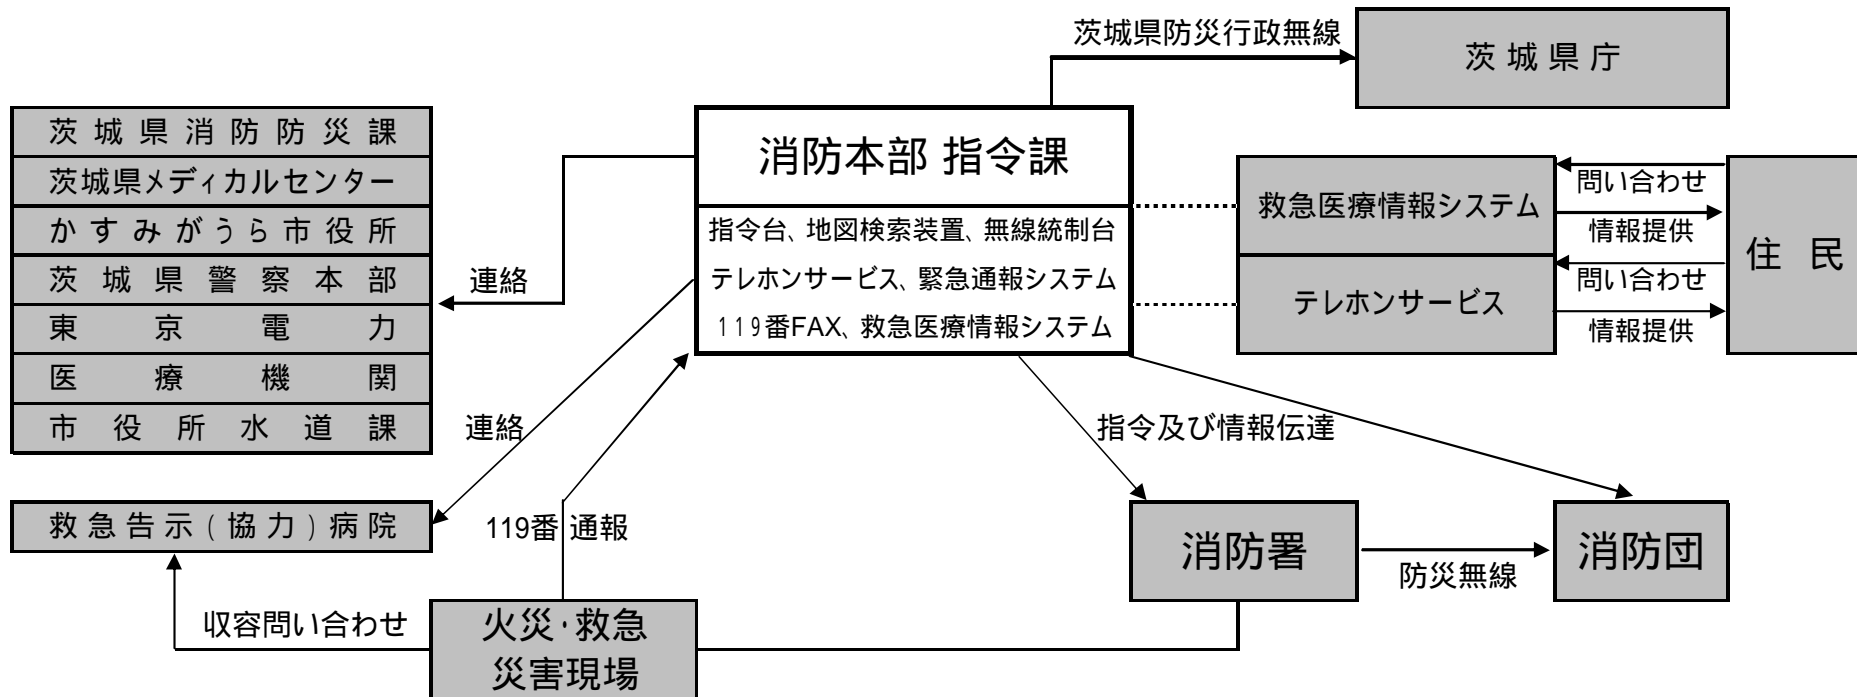 茨城県防災行政無線
茨城県庁
茨城県消防防災課
茨城県メディカルセンター
かすみがうら市役所
茨城県警察本部
東京電力
医療機関
市役所水道課
連絡
消防本部 指令課
指令台、地図検索装置、無線統制台
テレホンサービス、緊急通報システム
119番FAX、救急医療情報システム
救急医療情報システム
テレホンサービス
問い合わせ
情報提供
問い合わせ
情報提供
住民
連絡
指令及び情報伝達
救急告示(協力)病院
119番 通報
消防署
防災無線
消防団
収容問い合わせ
火災・救急
災害現場